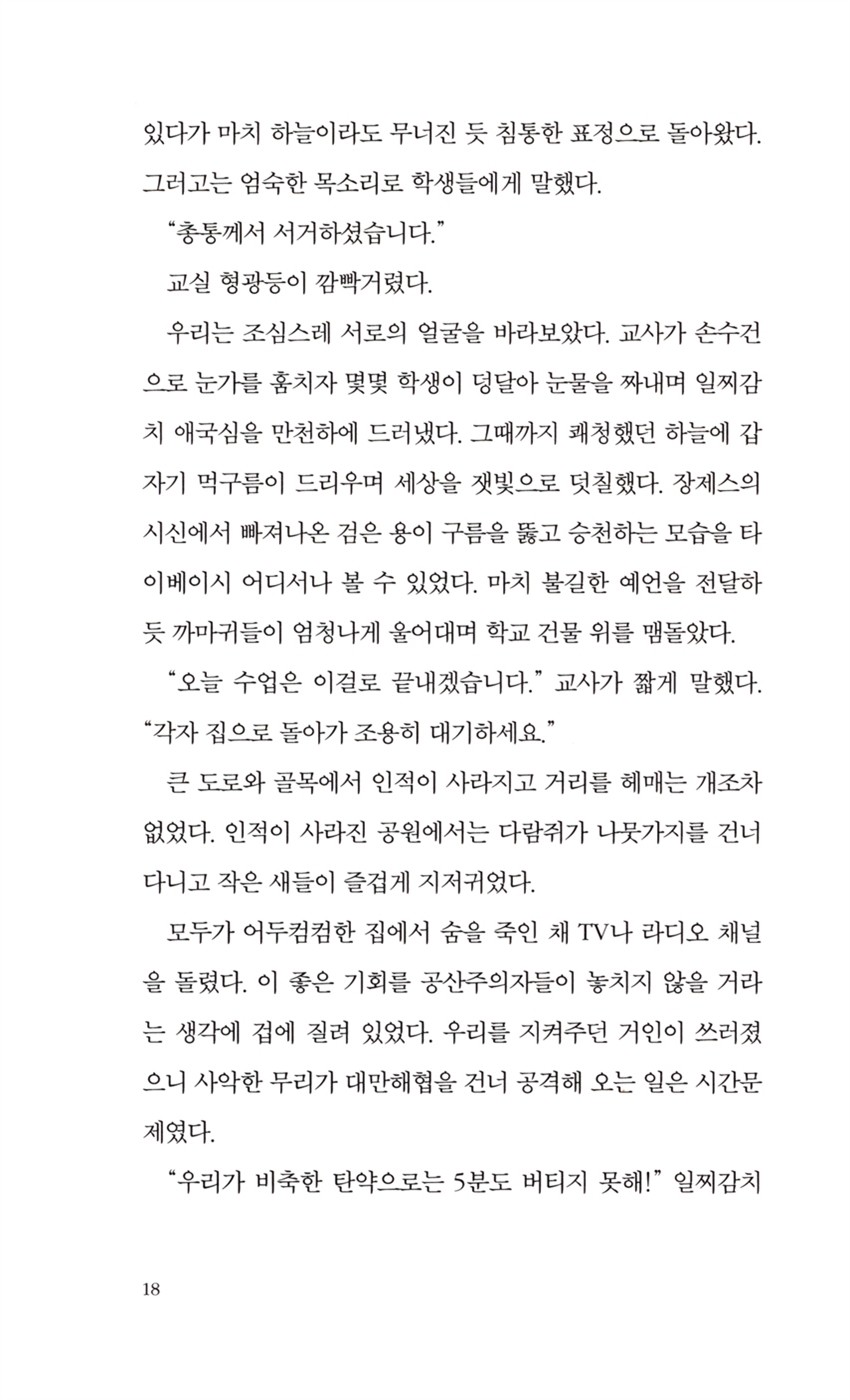 있다가 마치 하늘이라도 무너진 듯 침통한 표정으로 돌아왔다.
그러고는 엄숙한 목소리로 학생들에게 말했다.
“총통께서 서거하셨습니다.”
교실 형광등이 깜빡거렸다.
우리는 조심스레 서로의 얼굴을 바라보았다. 교사가 손수건
으로 눈가를 훔치자 몇몇 학생이 덩달아 눈물을 짜내며 일찌감
치 애국심을 만천하에 드러냈다. 그때까지 쾌청했던 하늘에 갑
자기 먹구름이 드리우며 세상을 잿빛으로 덧칠했다. 장제스의
시신에서 빠져나온 검은 용이 구름을 뚫고 승천하는 모습을 타
이베이시 어디서나 볼 수 있었다. 마치 불길한 예언을 전달하
듯 까마귀들이 엄청나게 울어대며 학교 건물 위를 맴돌았다.
“오늘 수업은 이걸로 끝내겠습니다.” 교사가 짧게 말했다.
“각자 집으로 돌아가 조용히 대기하세요.”
큰 도로와 골목에서 인적이 사라지고 거리를 헤매는 개조차
없었다. 인적이 사라진 공원에서는 다람쥐가 나뭇가지를 건너
다니고 작은 새들이 즐겁게 지저귀었다.
모두가 어두컴컴한 집에서 숨을 죽인 채 TV나 라디오 채널
을 돌렸다. 이 좋은 기회를 공산주의자들이 놓치지 않을 거라
는 생각에 겁에 질려 있었다. 우리를 지켜주던 거인이 쓰러졌
으니 사악한 무리가 대만해협을 건너 공격해 오는 일은 시간문
제였다.
“우리가 비축한 탄약으로는 5분도 버티지 못해!” 일찌감치
18